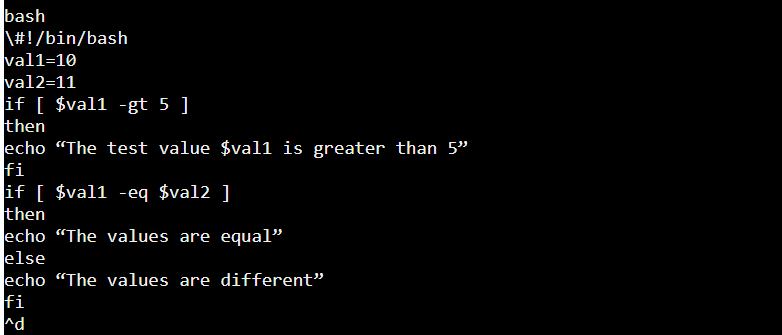 bash
\#!/bin/bash
val1=10
val2=11
if [ $val1 -gt 5 ]
then
echo “The test value $val1 is greater than 5”
fi
if [ $val1 -eq $val2 ]
then
echo “The values are equal”
else
echo “The values are different”
fi
^d